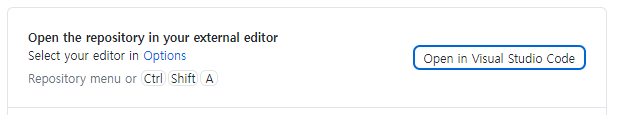 Open the repository in your external editor
Select your editor in Options
Open in Visual Studio Code
Repository menu or Ctrl Shift A